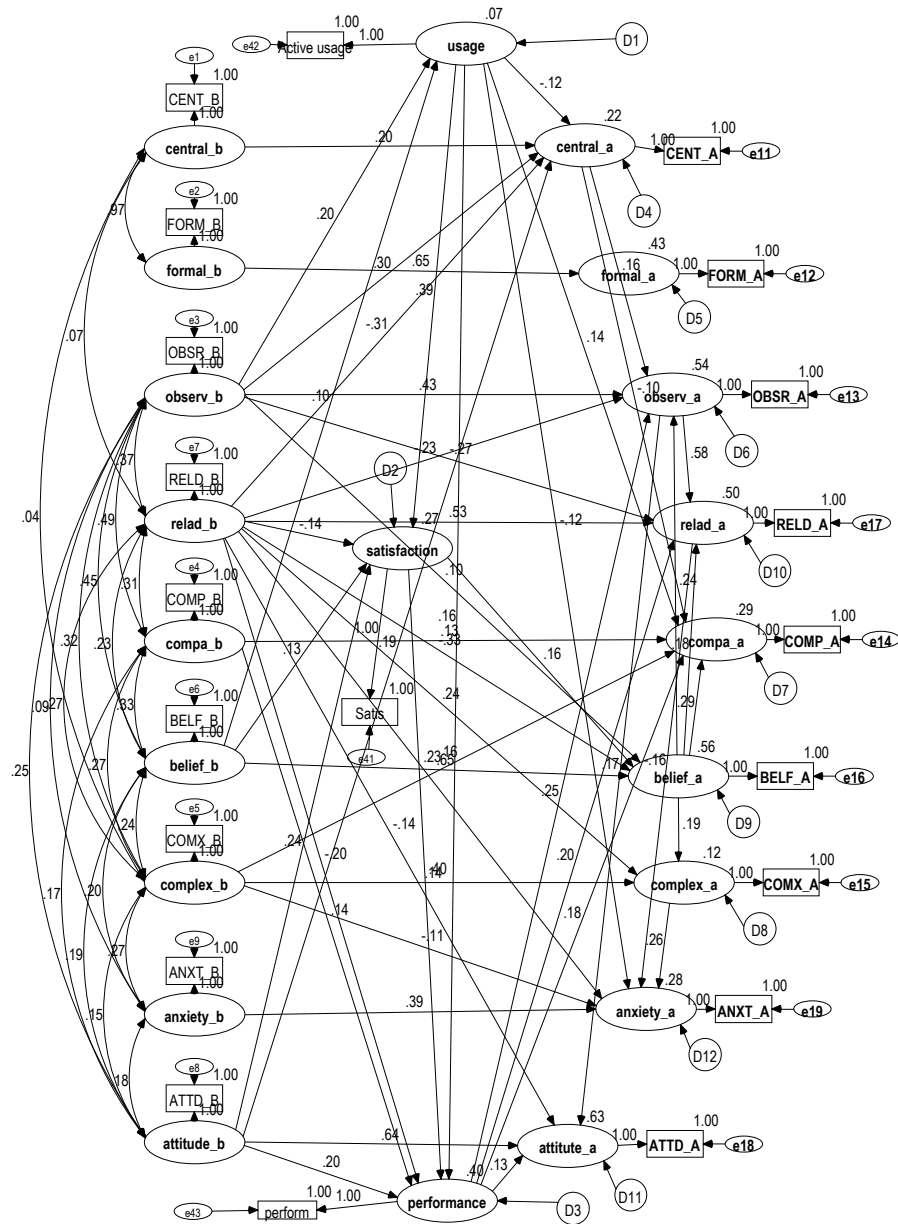 .07
1.00
1.00
e42
Active usage
usage
D1
e1
1.00
CENT_B
1.00
central_b
-.12
.22
central_a
1.00
1.00
CENT_A
e11
D4
.20
.97
e2
1.00
FORM_B
1.00
formal_b
.20
.30
.65
.39
.16
.43
formal_a
1.00
1.00
FORM_A
e12
D5
e3
1.00
OBSR_B
1.00
observ_b
.07
-.31
.14
.10
.43
-.10
.54
observ_a
1.00
1.00
OBSR_A
e13
D6
.58
e7
1.00
RELD_B
1.00
relad_b
.37
.04
.49
-.14
D2
-.23
-.27
.27
.53
-.12
.50
relad_a
1.00
1.00
RELD_A
e17
D10
satisfaction
.10
.24
e4
1.00
COMP_B
1.00
compa_b
.45
.31
.32
.23
.13
1.00
.19
.16
.13
-.33
.16
.18
.29
compa_a
1.00
1.00
COMP_A
e14
D7
e6
1.00
BELF_B
1.00
belief_b
.09
.27
.33
.25
.27
1.00
Satis
e41
.24
.29
.23
.16
.65
.17
-.16
.56
belief_a
1.00
1.00
BELF_A
e16
D9
e5
1.00
COMX_B
1.00
complex_b
.24
.25
.19
.24
-.20
-.14
.20
.12
complex_a
1.00
1.00
COMX_A
e15
D8
.17
.20
.14
.14
.40
.18
-.11
.26
e9
1.00
ANXT_B
1.00
anxiety_b
.19
.27
.39
.28
anxiety_a
1.00
1.00
ANXT_A
e19
D12
.15
.18
e8
1.00
ATTD_B
1.00
attitude_b
.64
.63
attitute_a
1.00
1.00
ATTD_A
e18
D11
.20
.40
.13
e43
1.00
perform
1.00
performance
D3